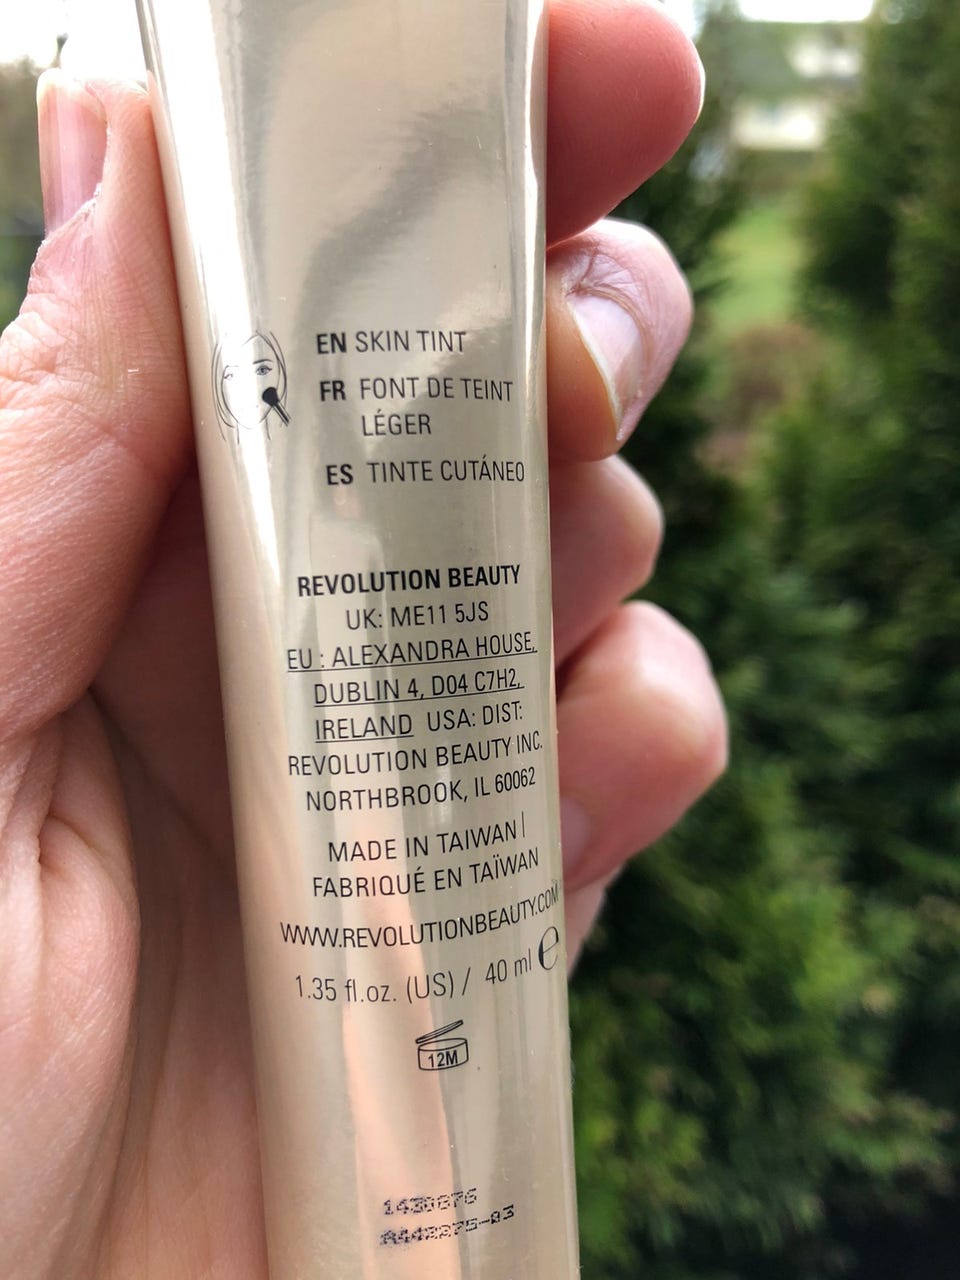 EN SKIN TINT
FR FONT DE TEINT
LÉGER
ES TINTE CUTÁNEO
REVOLUTION BEAUTY
UK: ME11 5JS
EU : ALEXANDRA HOUSE,
DUBLIN 4, D04 C7H2,
IRELAND USA: DIST:
REVOLUTION BEAUTY INC.
NORTHBROOK, IL 60062
MADE IN TAIWAN |
FABRIQUÉ EN TAÏWAN
WWW.REVOLUTIONBEAUTY.COM
1.35 fl.oz. (US) / 40 ml ℮
12M
1430876